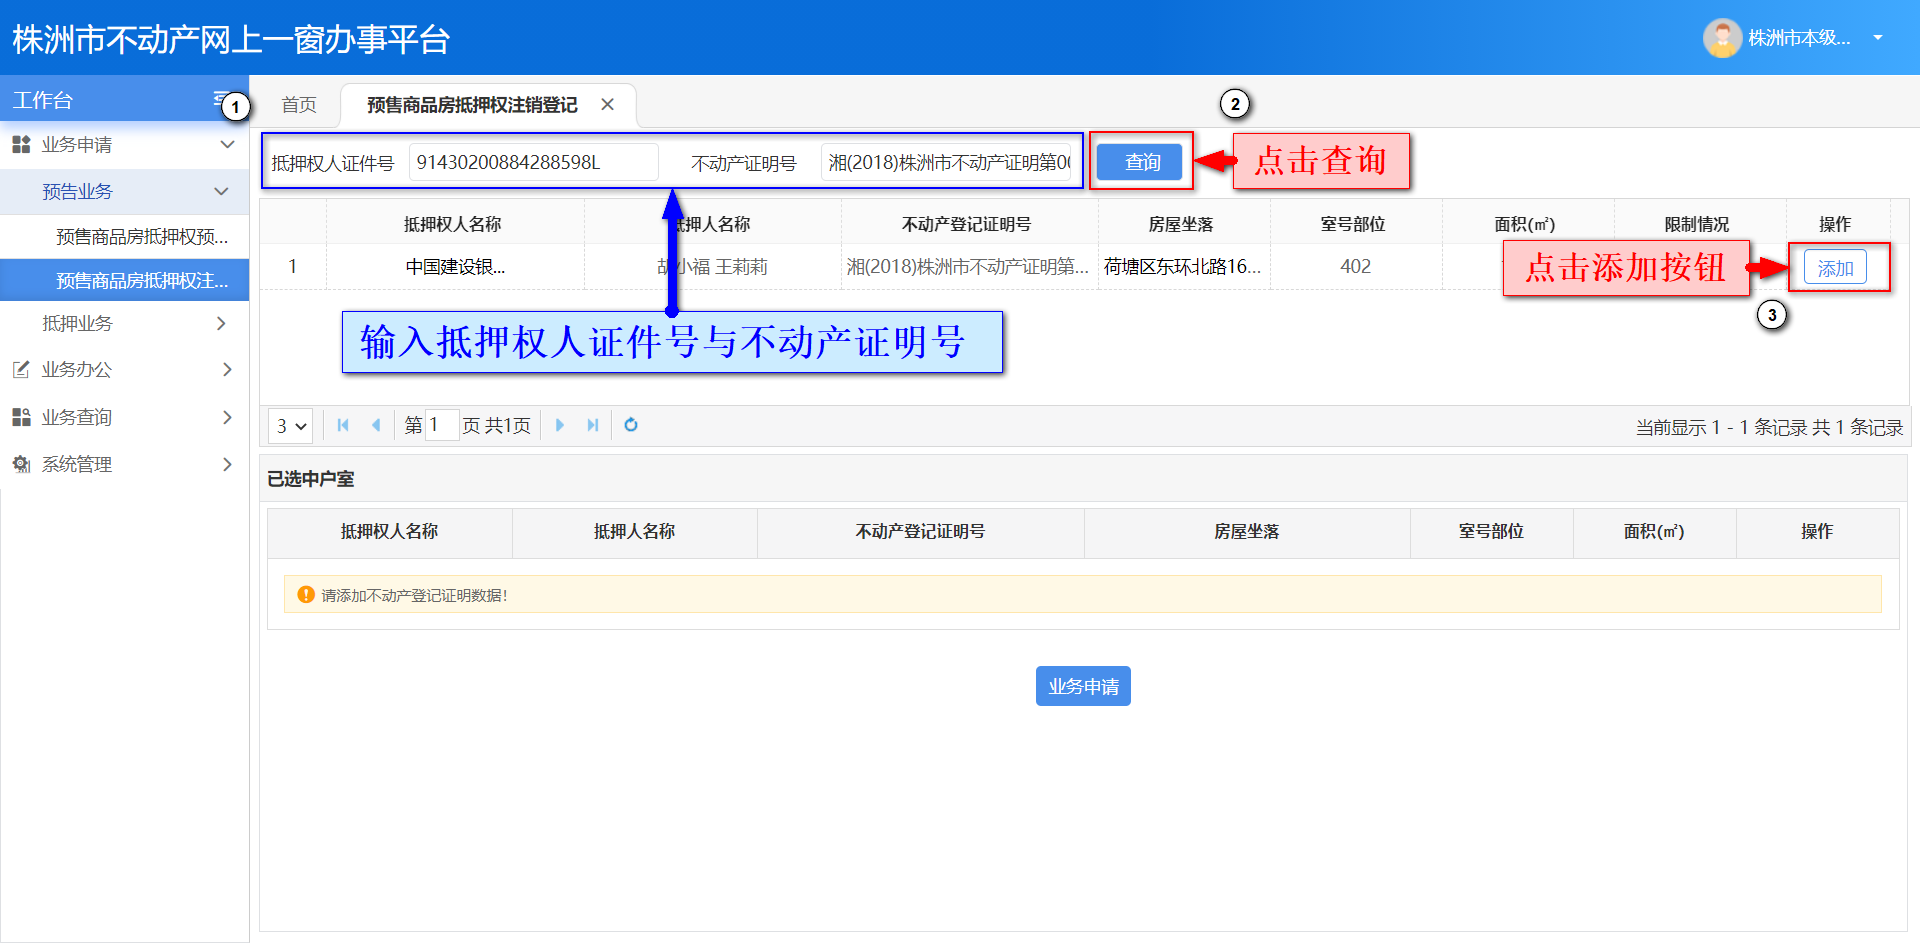 株洲市不动产网上一窗办事平台
株洲市本级...
工作台
1
首页
预售商品房抵押权注销登记
2
业务申请
预告业务
预售商品房抵押权预...
预售商品房抵押权注...
抵押业务
业务办公
业务查询
系统管理
抵押权人证件号 91430200884288598L 不动产证明号 湘(2018)株洲市不动产证明第0 查询
点击查询
抵押权人名称 押人名称 不动产登记证明号 房屋坐落 室号部位 面积(㎡) 限制情况 操作
1 中国建设银... 小福 王莉莉 湘(2018)株洲市不动产证明第... 荷塘区东环北路16... 402 添加
点击添加按钮
3
输入抵押权人证件号与不动产证明号
3 第 1 页 共1页 当前显示 1 - 1 条记录 共 1 条记录
已选中户室
抵押权人名称 抵押人名称 不动产登记证明号 房屋坐落 室号部位 面积(㎡) 操作
请添加不动产登记证明数据!
业务申请